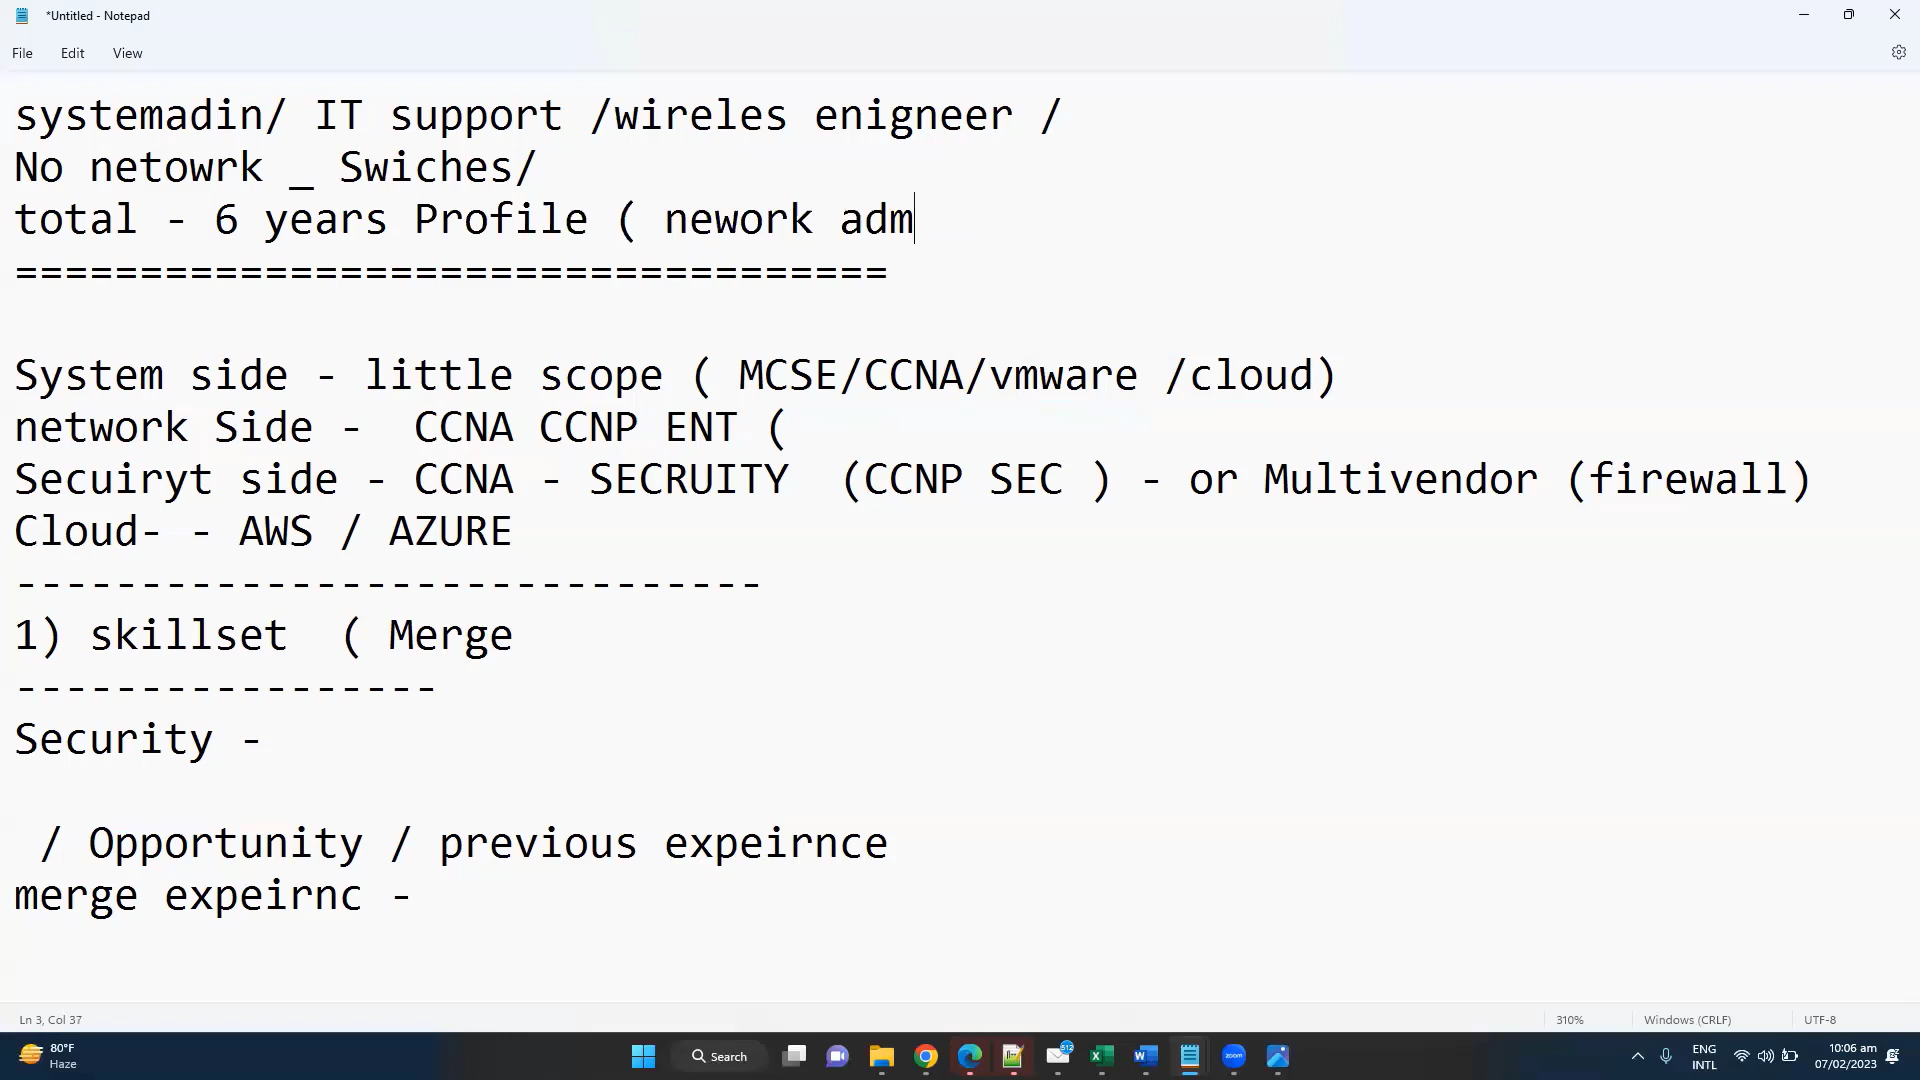 *Untitled - Notepad
File Edit View
systemadin/ IT support /wireles enigneer /
No netowrk _ Swiches/
total - 6 years Profile ( nework adm
===================================
System side - little scope ( MCSE/CCNA/vmware /cloud)
network Side -  CCNA CCNP ENT (
Secuiryt side - CCNA - SECRUITY  (CCNP SEC ) - or Multivendor (firewall)
Cloud- - AWS / AZURE
------------------------------
1) skillset  ( Merge
-----------------
Security -
/ Opportunity / previous expeirnce
merge expeirnc -
Ln 3, Col 37 310% Windows (CRLF) UTF-8
80°F
Haze
Search
512
zoom
ENG
INTL
10:06 am
07/02/2023